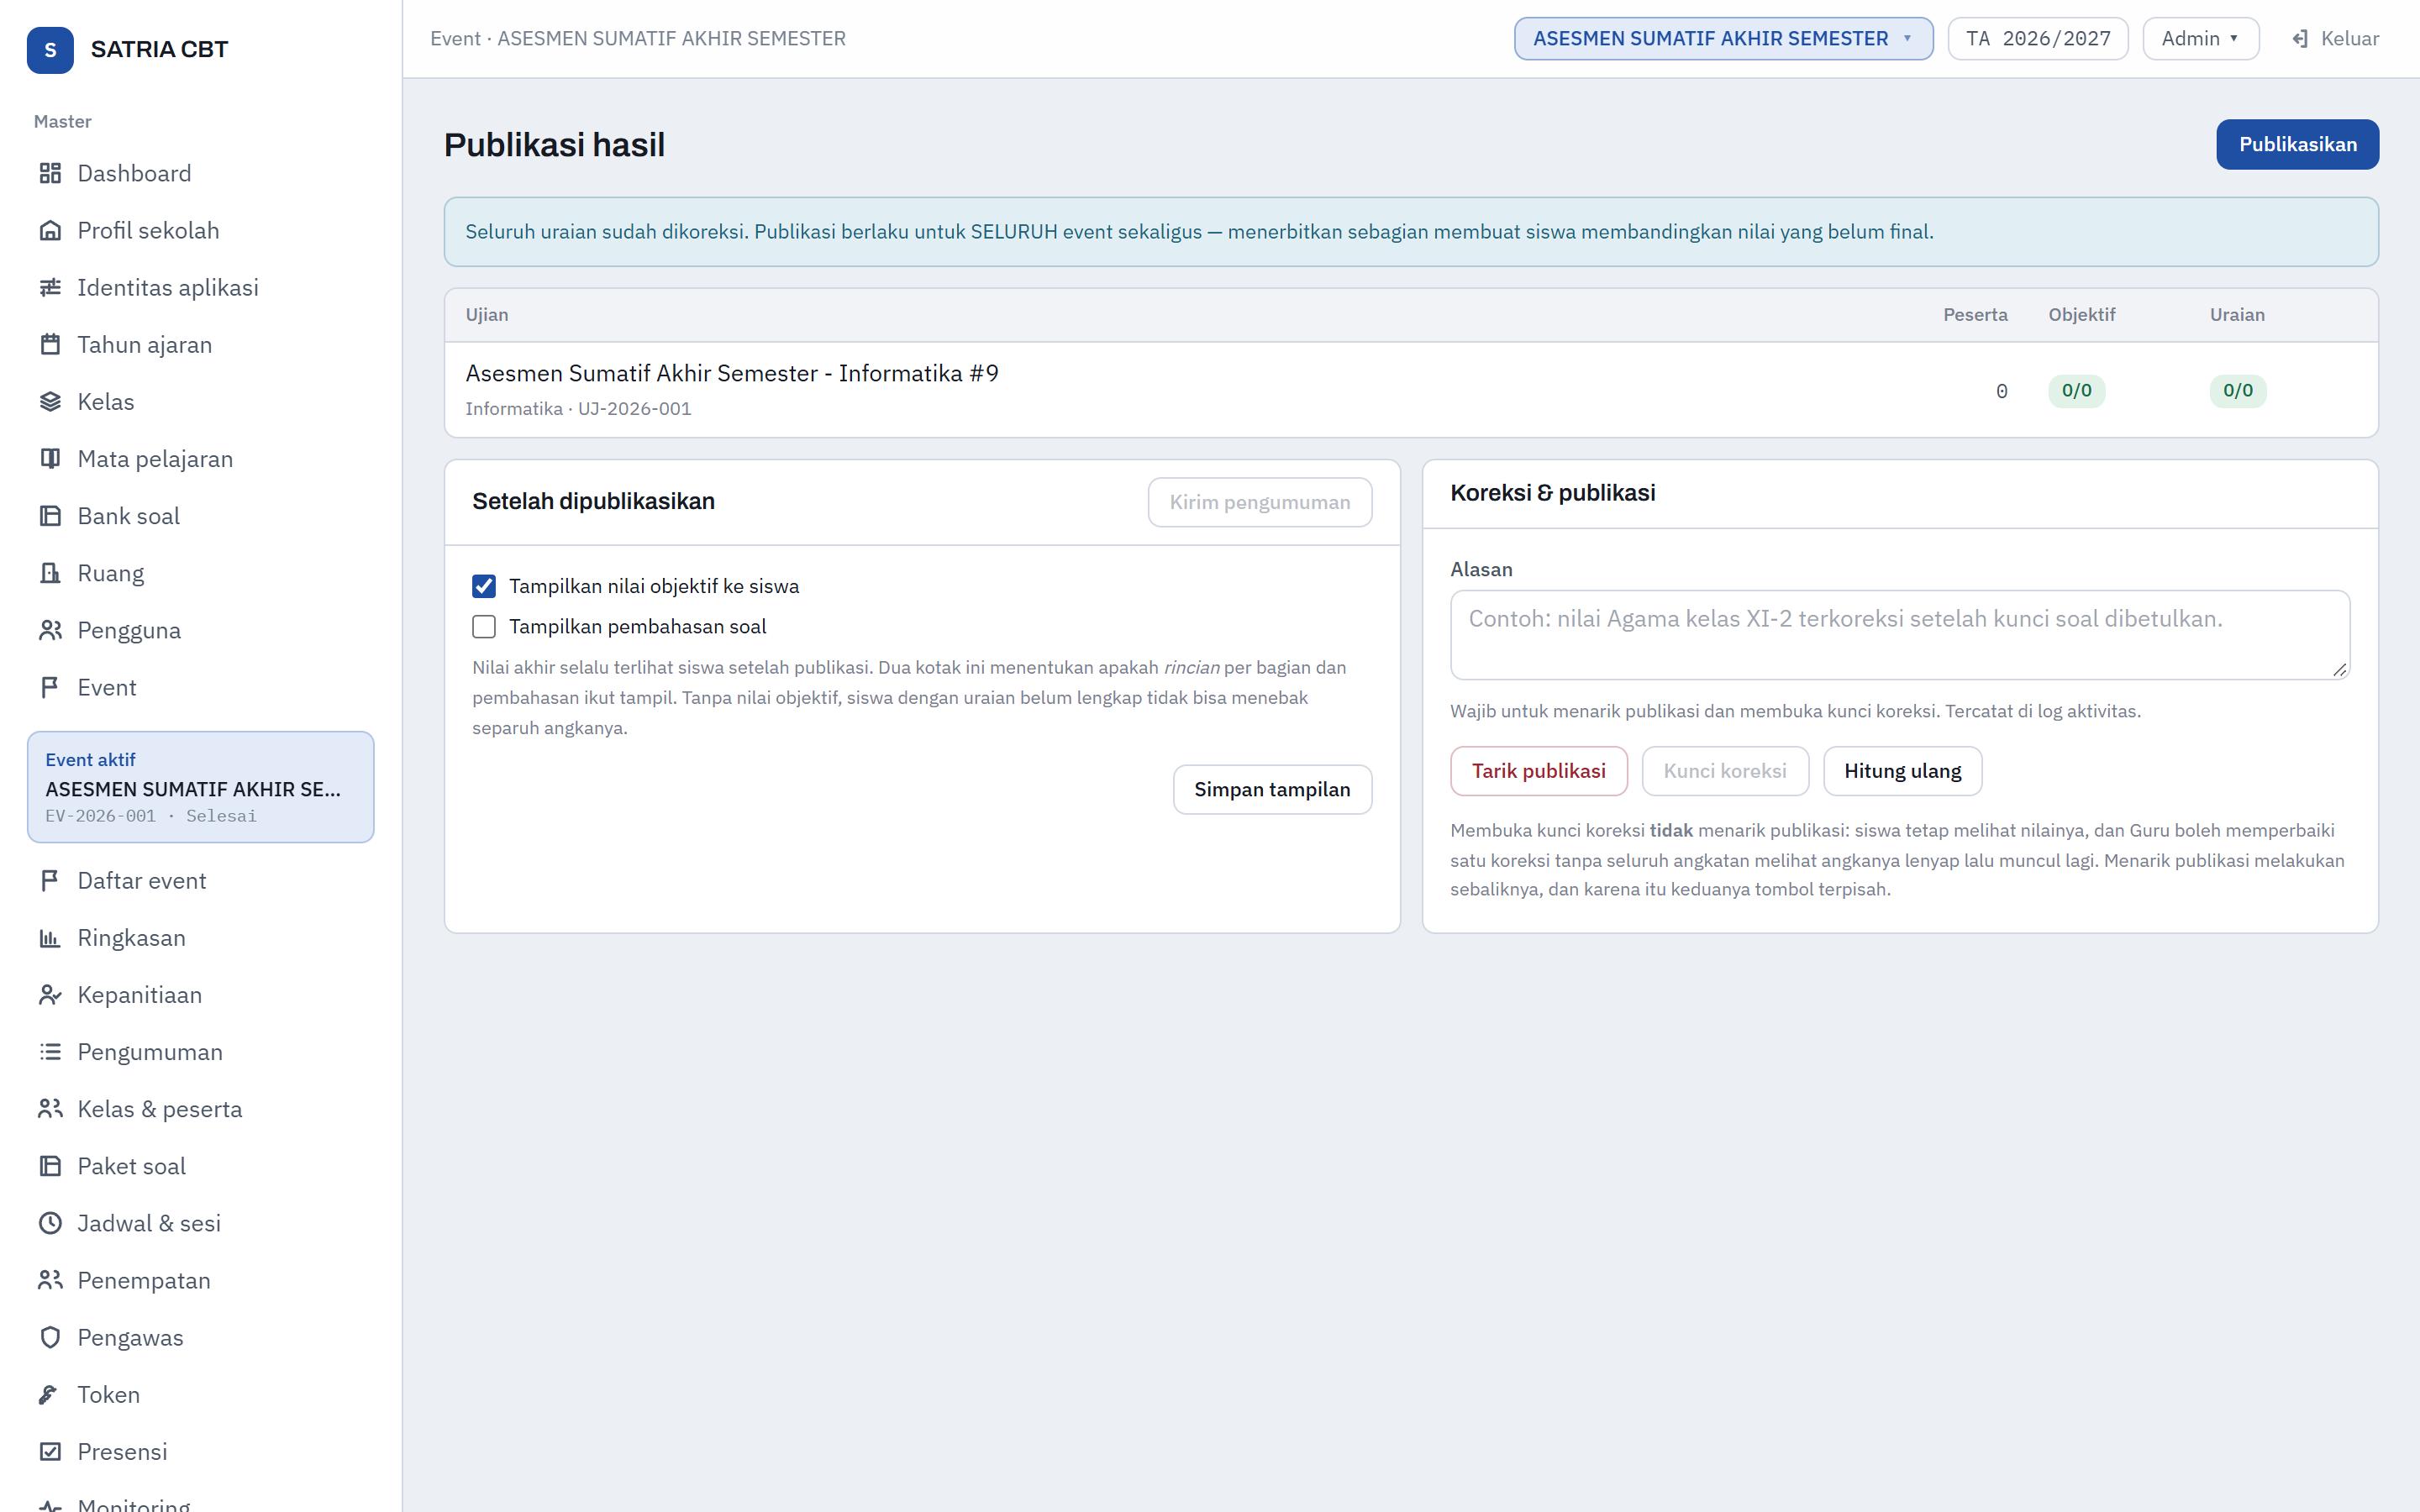 S
SATRIA CBT
Master
Dashboard
Profil sekolah
Identitas aplikasi
Tahun ajaran
Kelas
Mata pelajaran
Bank soal
Ruang
Pengguna
Event
Event aktif
ASESMEN SUMATIF AKHIR SE...
EV-2026-001 · Selesai
Daftar event
Ringkasan
Kepanitiaan
Pengumuman
Kelas & peserta
Paket soal
Jadwal & sesi
Penempatan
Pengawas
Token
Presensi
Monitoring
Event · ASESMEN SUMATIF AKHIR SEMESTER
ASESMEN SUMATIF AKHIR SEMESTER ▾
TA 2026/2027
Admin ▾
Keluar
Publikasi hasil
Publikasikan
Seluruh uraian sudah dikoreksi. Publikasi berlaku untuk SELURUH event sekaligus — menerbitkan sebagian membuat siswa membandingkan nilai yang belum final.
Ujian Peserta Objektif Uraian
Asesmen Sumatif Akhir Semester - Informatika #9
Informatika · UJ-2026-001
0 0/0 0/0
Setelah dipublikasikan
Kirim pengumuman
Tampilkan nilai objektif ke siswa
Tampilkan pembahasan soal
Nilai akhir selalu terlihat siswa setelah publikasi. Dua kotak ini menentukan apakah rincian per bagian dan
pembahasan ikut tampil. Tanpa nilai objektif, siswa dengan uraian belum lengkap tidak bisa menebak
separuh angkanya.
Simpan tampilan
Koreksi & publikasi
Alasan
Contoh: nilai Agama kelas XI-2 terkoreksi setelah kunci soal dibetulkan.
Wajib untuk menarik publikasi dan membuka kunci koreksi. Tercatat di log aktivitas.
Tarik publikasi
Kunci koreksi
Hitung ulang
Membuka kunci koreksi tidak menarik publikasi: siswa tetap melihat nilainya, dan Guru boleh memperbaiki
satu koreksi tanpa seluruh angkatan melihat angkanya lenyap lalu muncul lagi. Menarik publikasi melakukan
sebaliknya, dan karena itu keduanya tombol terpisah.